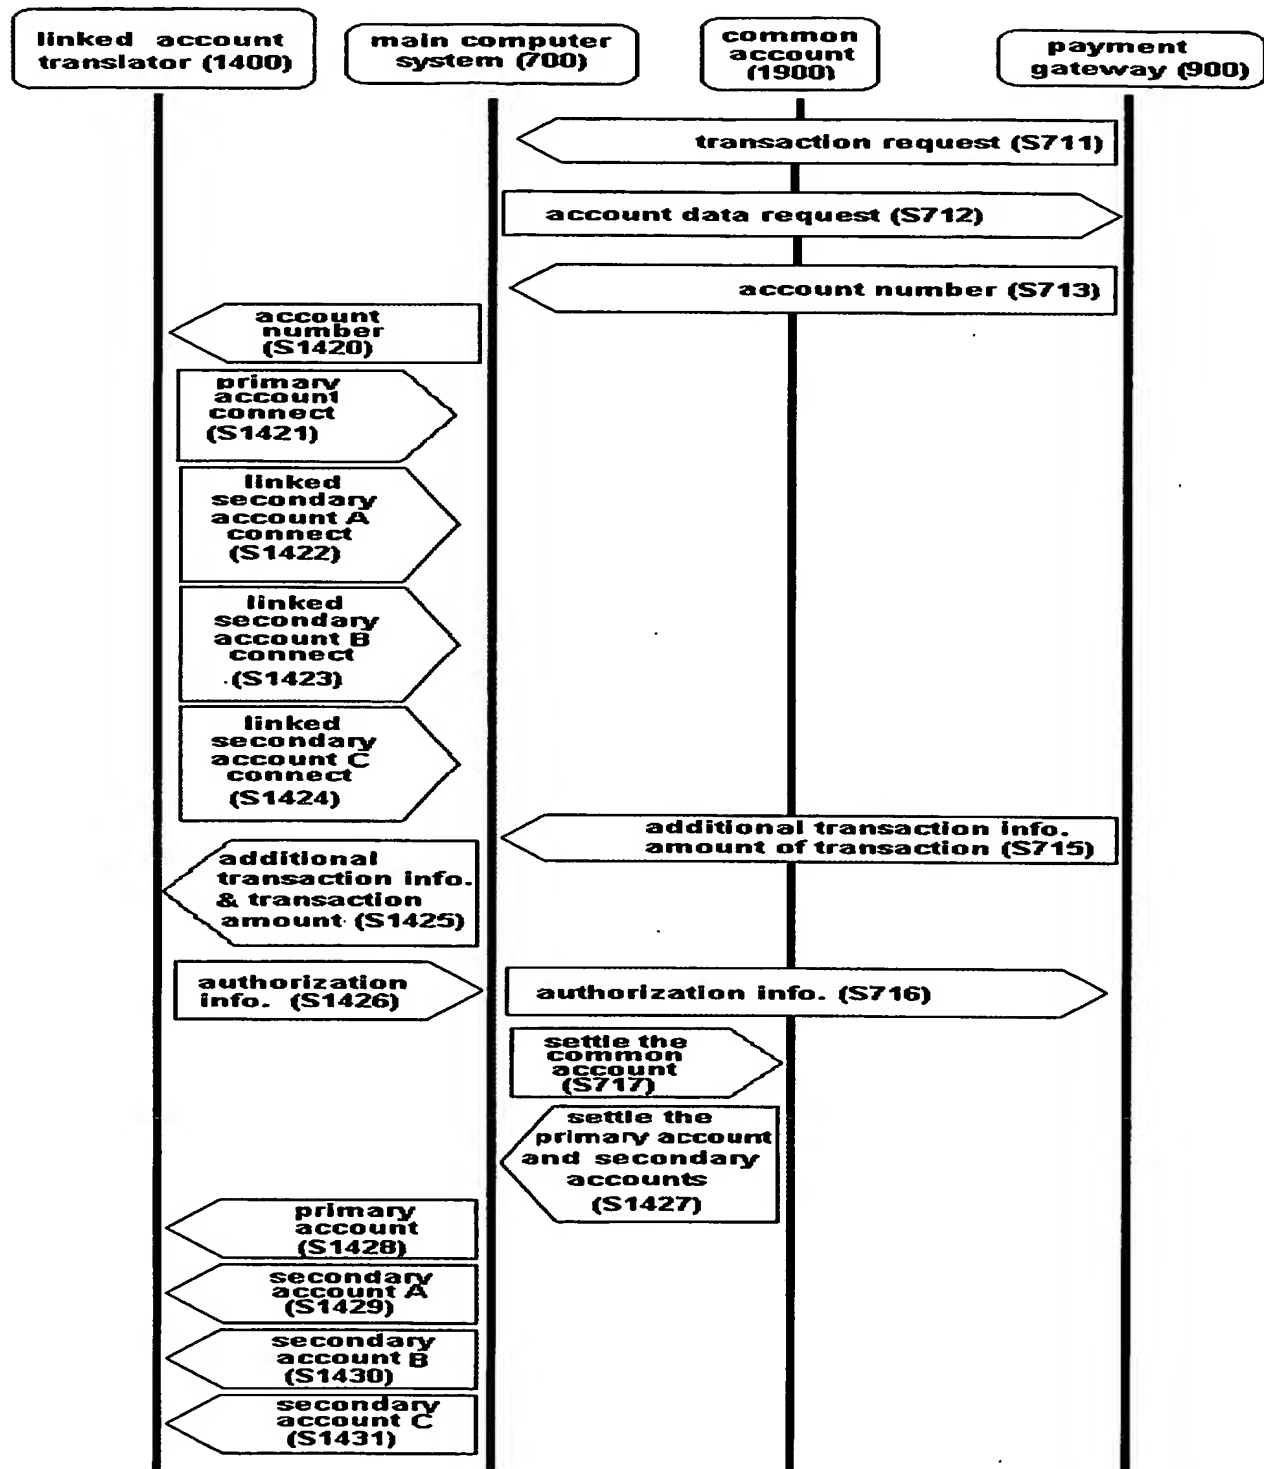 linked account
translator (1400)
main computer
system (700)
common
account
(1900)
payment
gateway (900)
transaction request (S711)
account data request (S712)
account number (S713)
account
number
(S1420)
primary
account
connect
(S1421)
linked
secondary
account A
connect
(S1422)
linked
secondary
account B
connect
(S1423)
linked
secondary
account C
connect
(S1424)
additional transaction info.
amount of transaction (S715)
additional
transaction info.
& transaction
amount (S1425)
authorization
info. (S1426)
authorization info. (S716)
settle the
common
account
(S717)
settle the
primary account
and secondary
accounts
(S1427)
primary
account
(S1428)
secondary
account A
(S1429)
secondary
account B
(S1430)
secondary
account C
(S1431)